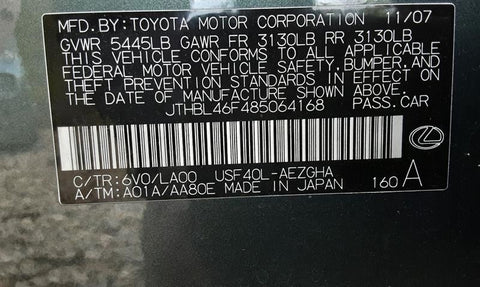 MFD. BY: TOYOTA MOTOR CORPORATION 11/07
GVWR 5445LB GAWR FR 3130LB RR 3130LB
THIS VEHICLE CONFORMS TO ALL APPLICABLE
FEDERAL MOTOR VEHICLE SAFETY, BUMPER, AND
THEFT PREVENTION STANDARDS IN EFFECT ON
THE DATE OF MANUFACTURE SHOWN ABOVE.
JTHBL46F485064168 PASS. CAR
C/TR: 6V0/LA00 USF40L-AEZGHA
A/TM: A01A/AA80E MADE IN JAPAN 160 A